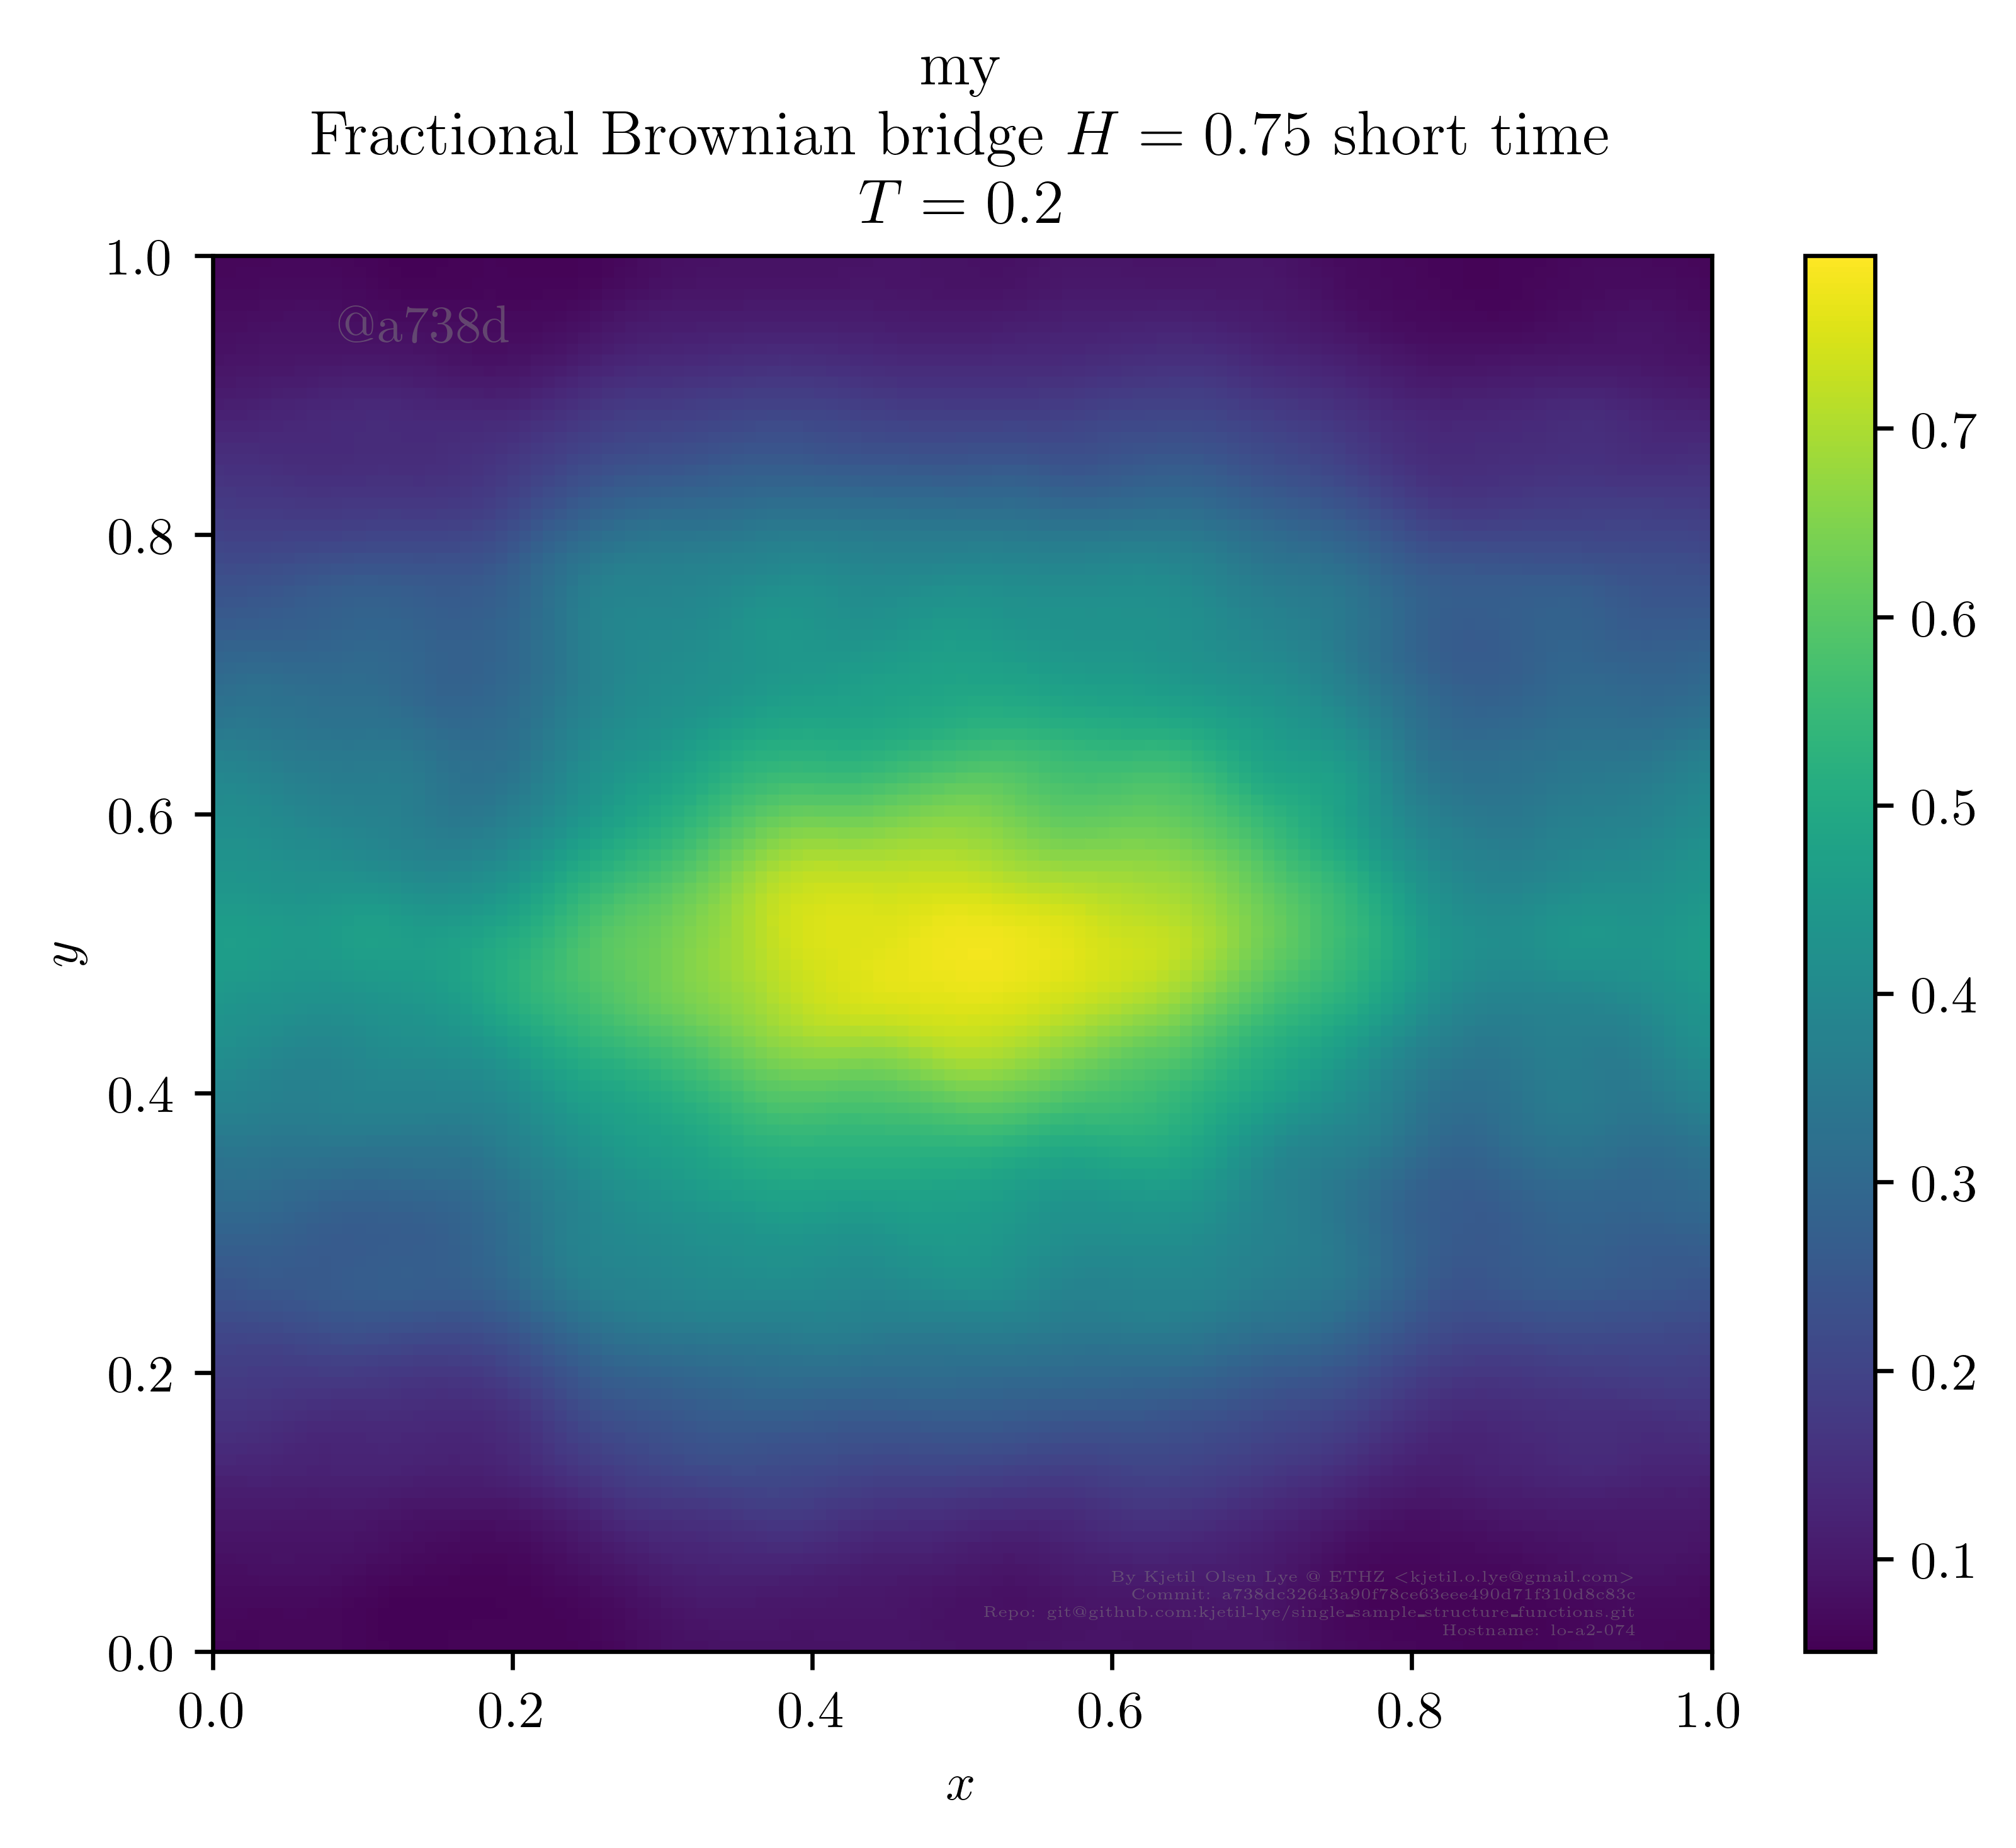 my
Fractional Brownian bridge H = 0.75 short time
T = 0.2
1.0
@a738d
0.7
0.8
0.6
0.6
0.5
y
0.4
0.4
0.3
0.2
0.2
0.1
By Kjetil Olsen Lye @ ETHZ <kjetil.o.lye@gmail.com>
Commit: a738dc32643a90f78ce63eee490d71f310d8c83c
Repo: git@github.com:kjetil-lye/single_sample_structure_functions.git
Hostname: lo-a2-074
0.0
0.0 0.2 0.4 0.6 0.8 1.0
x